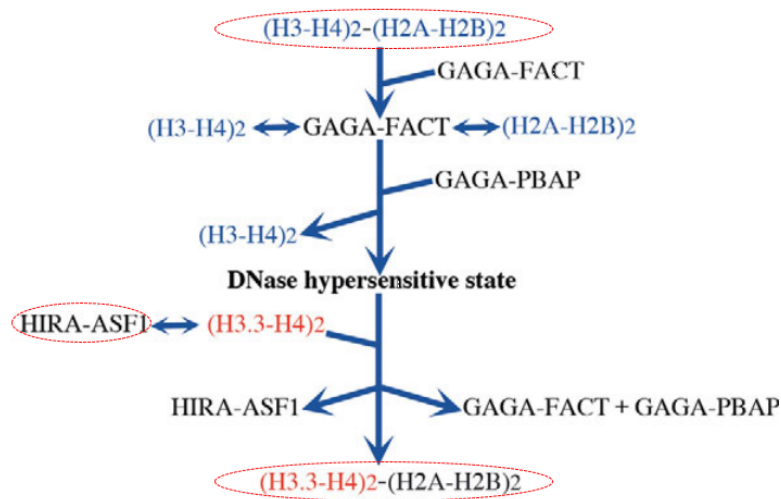 (H3-H4)2-(H2A-H2B)2
GAGA-FACT
(H3-H4)2 GAGA-FACT (H2A-H2B)2
GAGA-PBAP
(H3-H4)2
DNase hypersensitive state
HIRA-ASF1 (H3.3-H4)2
HIRA-ASF1 GAGA-FACT + GAGA-PBAP
(H3.3-H4)2-(H2A-H2B)2